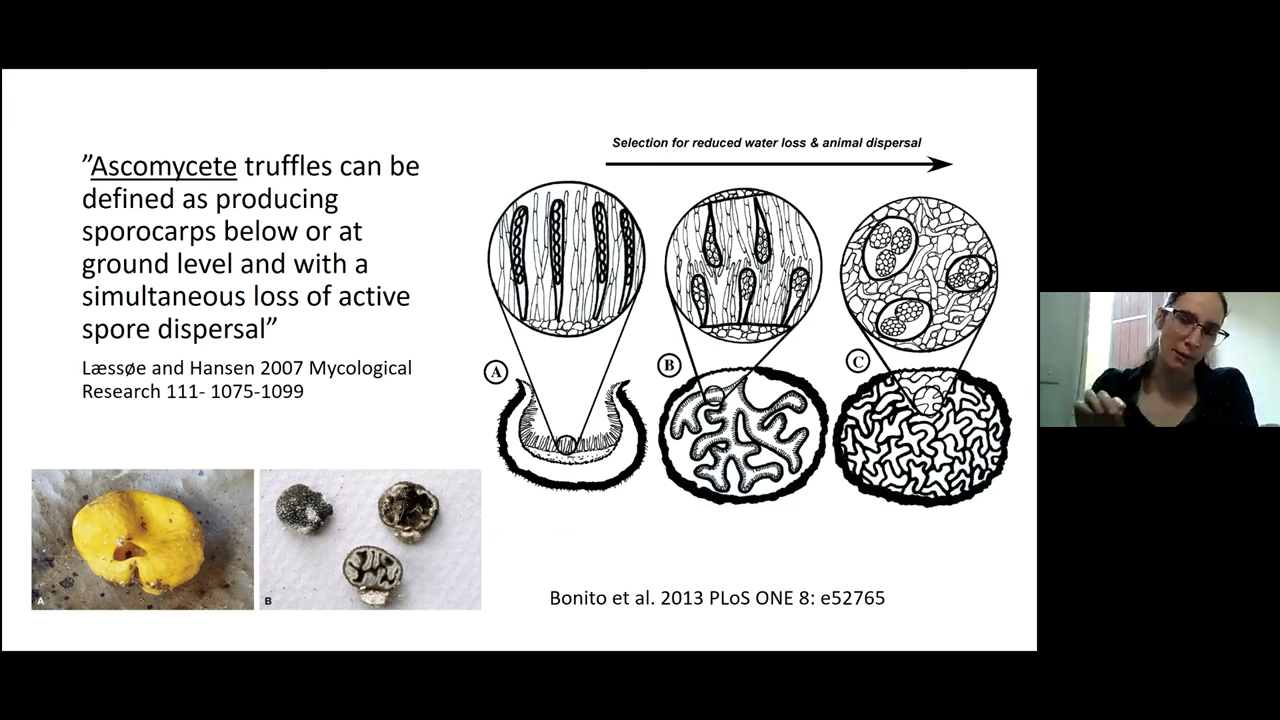 ”Ascomycete truffles can be
defined as producing
sporocarps below or at
ground level and with a
simultaneous loss of active
spore dispersal”
Læssøe and Hansen 2007 Mycological
Research 111- 1075-1099
A
B
Selection for reduced water loss & animal dispersal
A
B
C
Bonito et al. 2013 PLoS ONE 8: e52765